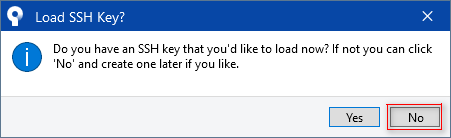 Load SSH Key?
Do you have an SSH key that you'd like to load now? If not you can click
'No' and create one later if you like.
Yes
No